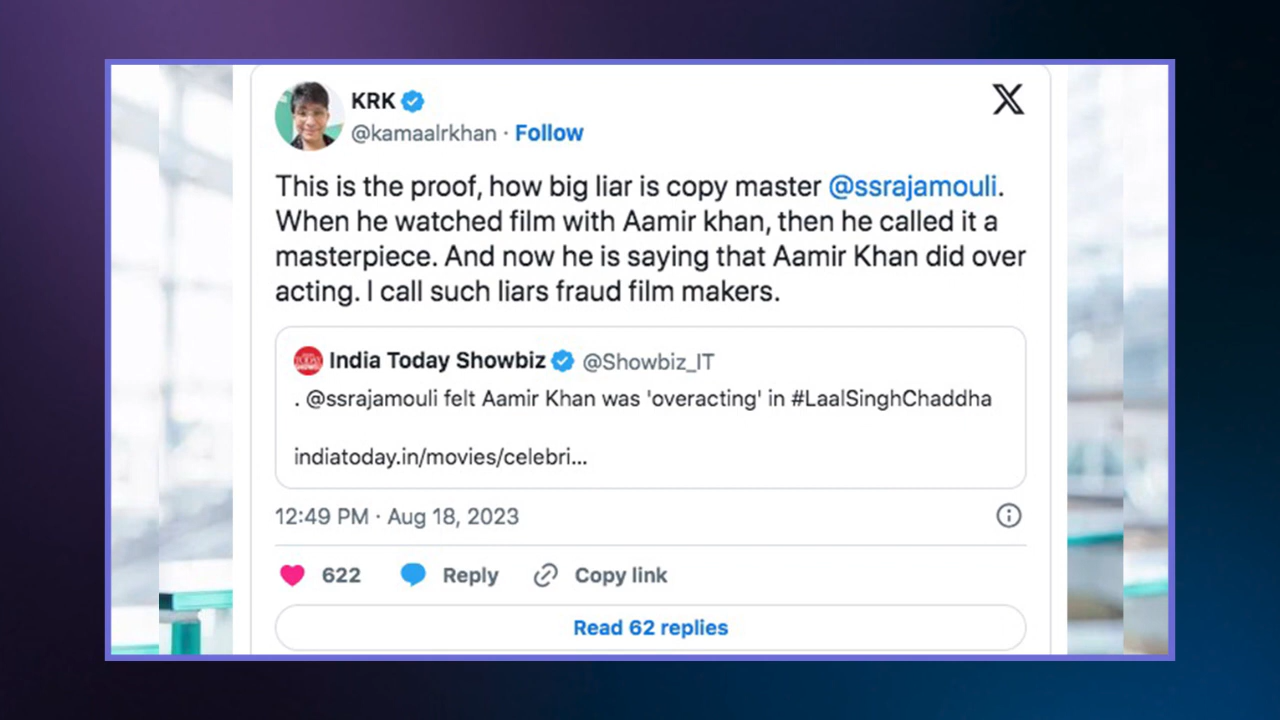 KRK
@kamaalrkhan · Follow
This is the proof, how big liar is copy master @ssrajamouli.
When he watched film with Aamir khan, then he called it a
masterpiece. And now he is saying that Aamir Khan did over
acting. I call such liars fraud film makers.
India Today Showbiz @Showbiz_IT
. @ssrajamouli felt Aamir Khan was 'overacting' in #LaalSinghChaddha
indiatoday.in/movies/celebri...
12:49 PM · Aug 18, 2023
622 Reply Copy link
Read 62 replies